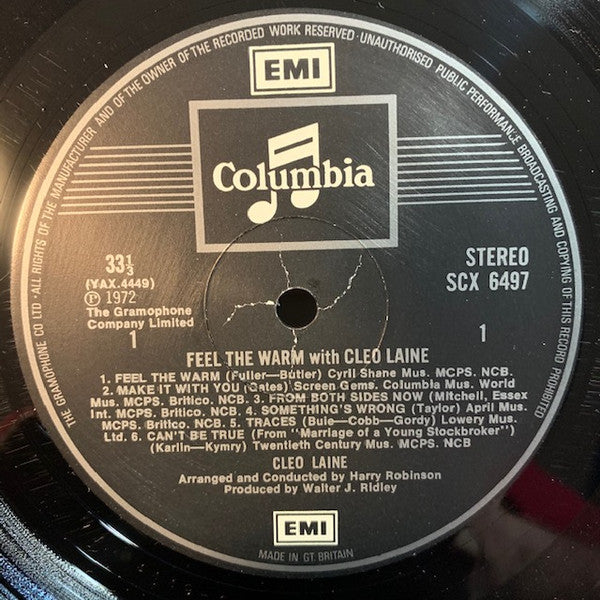 THE GRAMOPHONE CO LTD · ALL RIGHTS OF THE MANUFACTURER AND OF THE OWNER OF THE RECORDED WORK RESERVED · UNAUTHORISED PUBLIC PERFORMANCE BROADCASTING AND COPYING OF THIS RECORD PROHIBITED
EMI
Columbia
33⅓
(YAX.4449)
Ⓟ 1972
The Gramophone
Company Limited
1
STEREO
SCX 6497
1
FEEL THE WARM with CLEO LAINE
1. FEEL THE WARM (Fuller—Butler) Cyril Shane Mus. MCPS. NCB.
2. MAKE IT WITH YOU (Gates) Screen Gems. Columbia Mus. World
Mus. MCPS. Britico. NCB. 3. FROM BOTH SIDES NOW (Mitchell, Essex
Int. MCPS. Britico. NCB. 4. SOMETHING'S WRONG (Taylor) April Mus.
MCPS. Britico. NCB. 5. TRACES (Buie—Cobb—Gordy) Lowery Mus.
Ltd. 6. CAN'T BE TRUE (From "Marriage of a Young Stockbroker")
(Karlin—Kymry) Twentieth Century Mus. MCPS. NCB
CLEO LAINE
Arranged and Conducted by Harry Robinson
Produced by Walter J. Ridley
EMI
MADE IN GT. BRITAIN